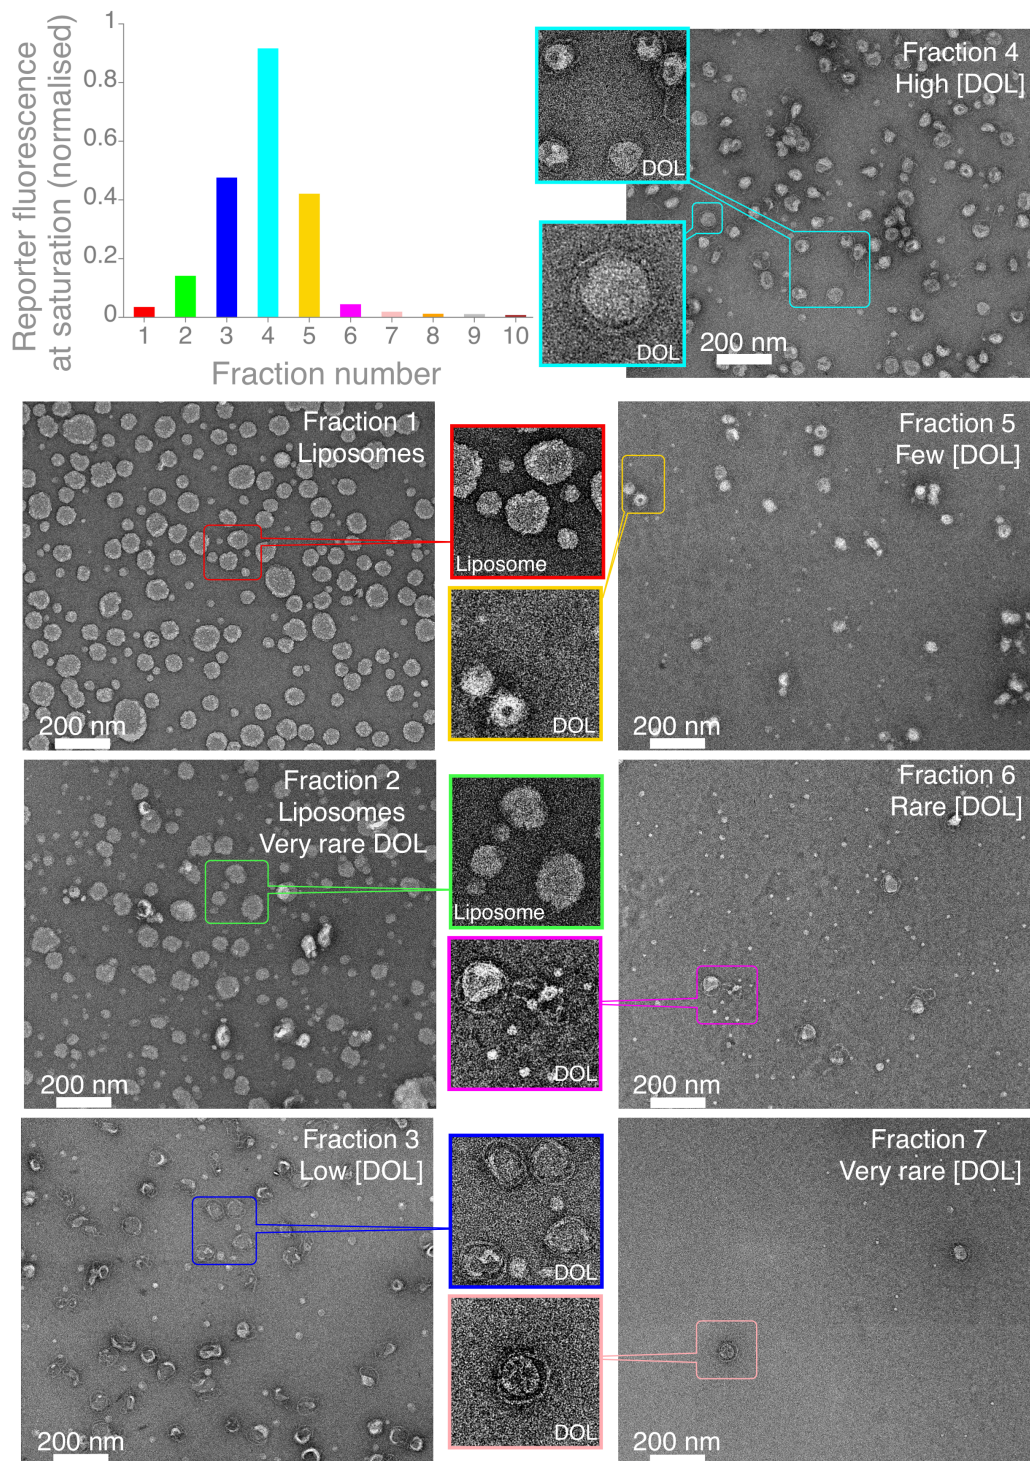 Reporter fluorescence
at saturation (normalised)
1
0.8
0.6
0.4
0.2
0
1 2 3 4 5 6 7 8 9 10
Fraction number
DOL
DOL
Fraction 4
High [DOL]
200 nm
Fraction 1
Liposomes
200 nm
Liposome
DOL
Fraction 5
Few [DOL]
200 nm
Fraction 2
Liposomes
Very rare DOL
200 nm
Liposome
DOL
Fraction 6
Rare [DOL]
200 nm
Fraction 3
Low [DOL]
200 nm
DOL
DOL
Fraction 7
Very rare [DOL]
200 nm